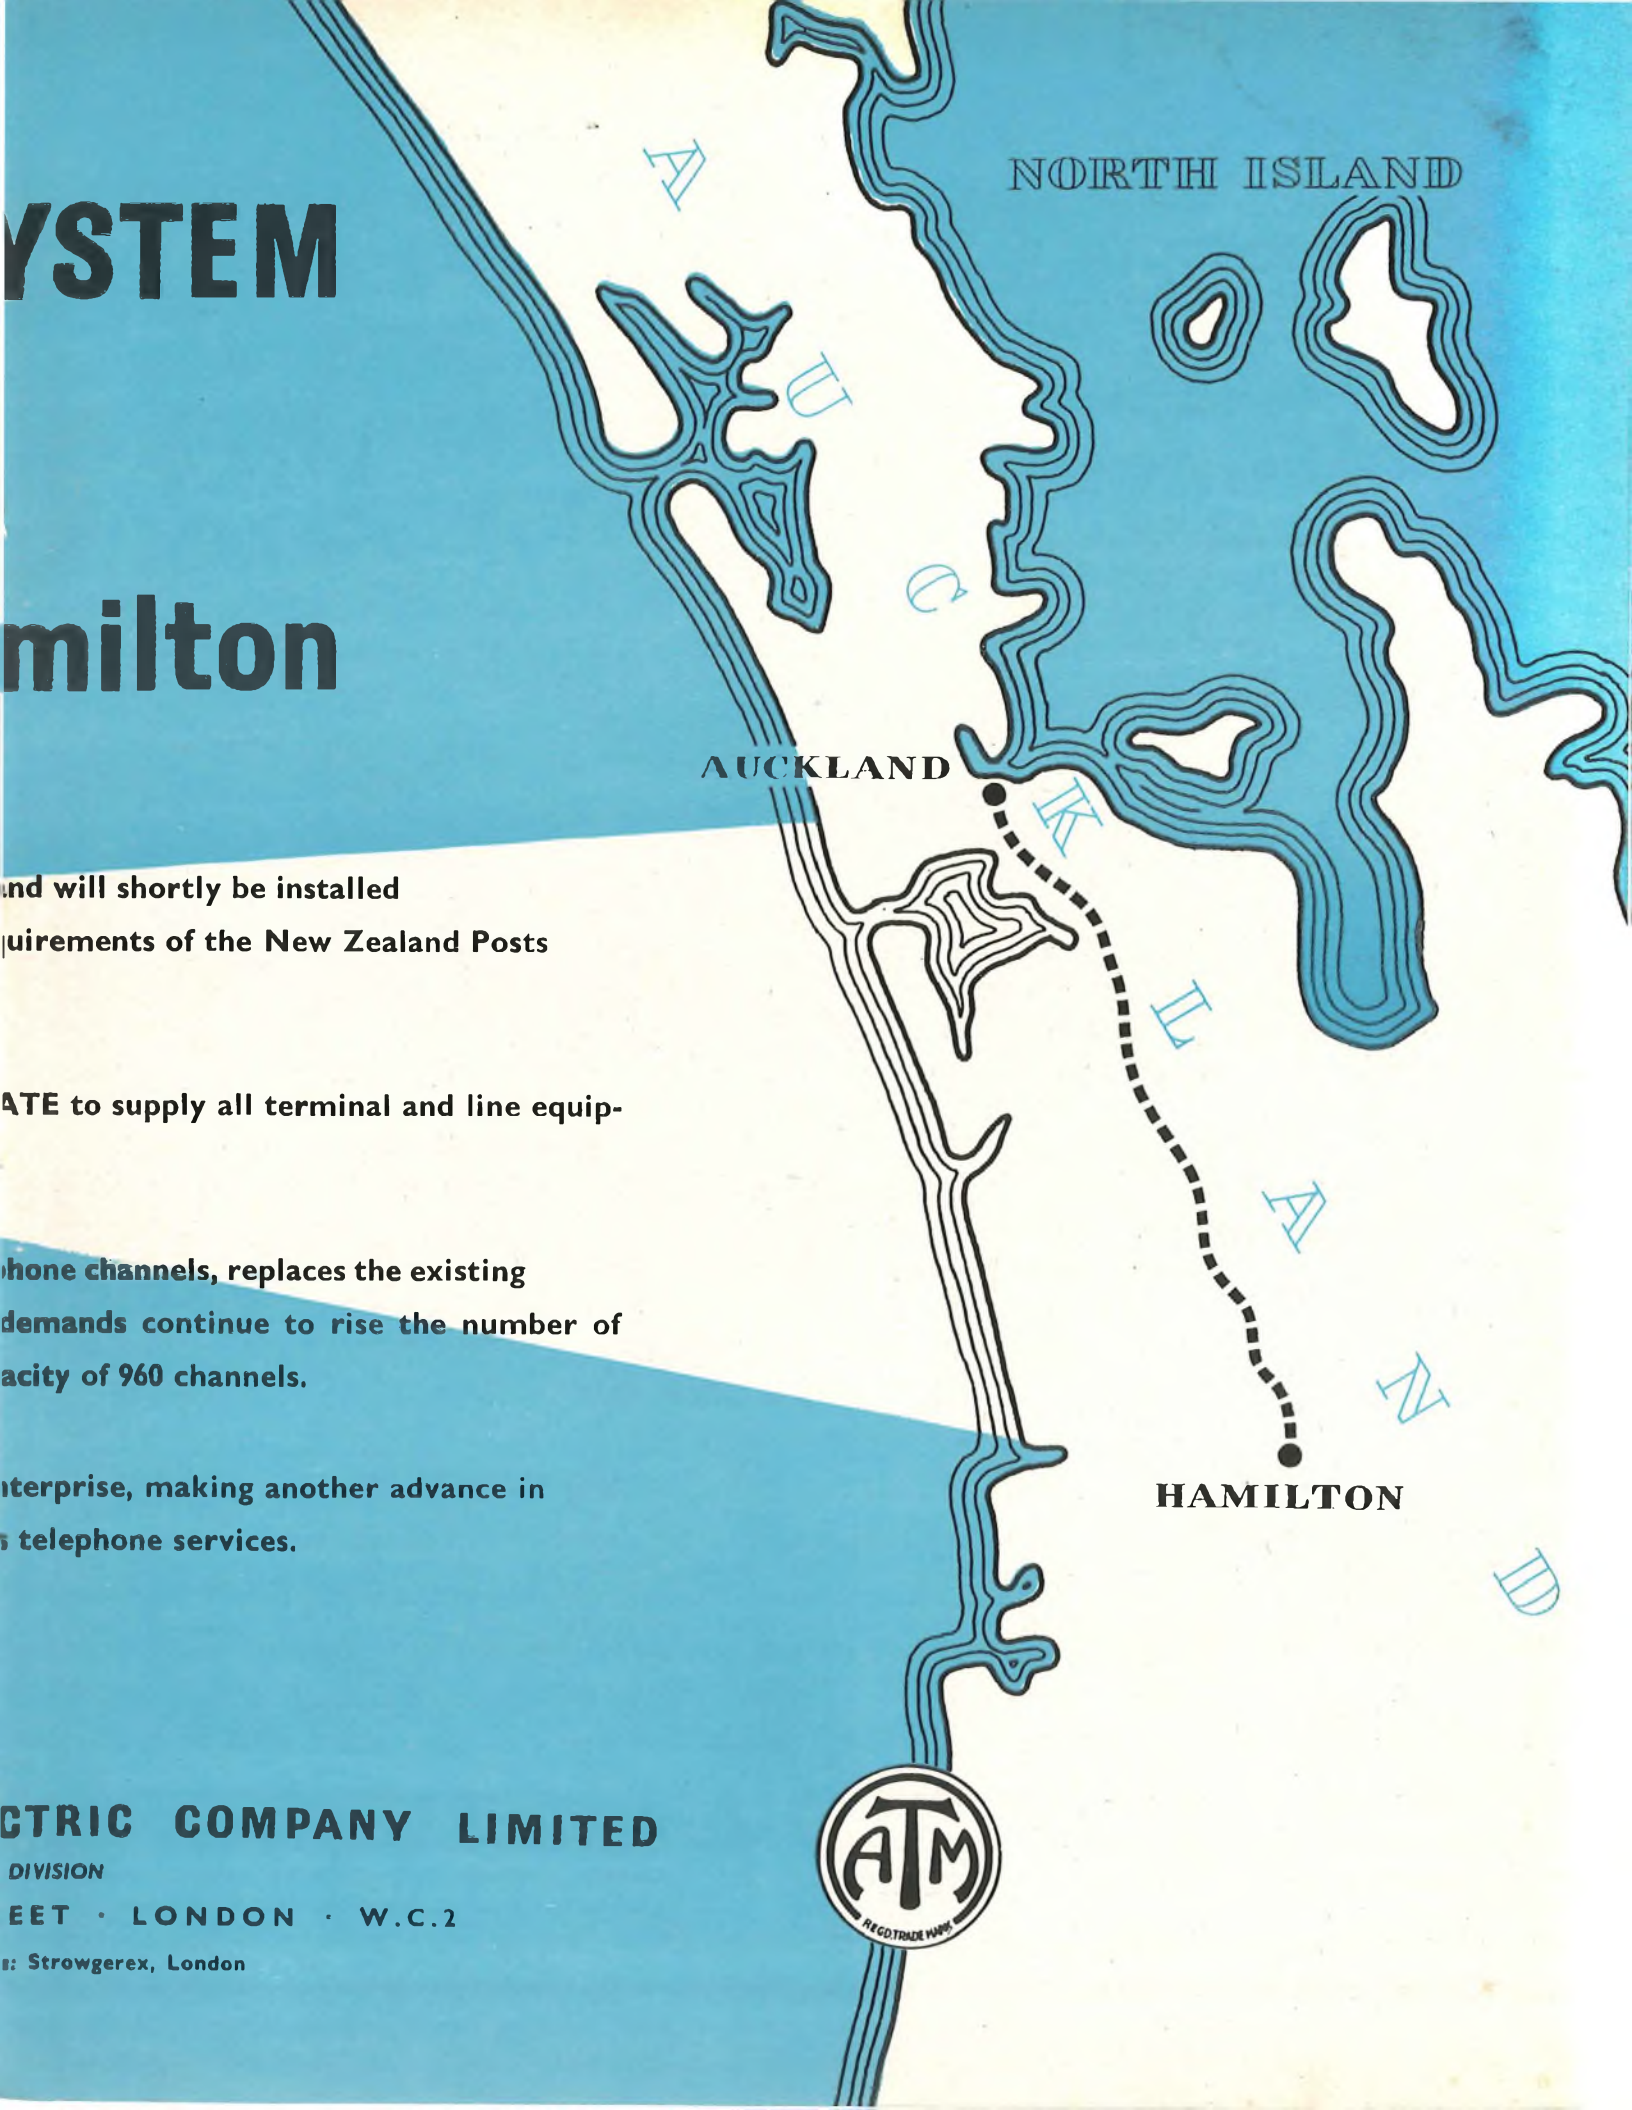 YSTEM
milton
nd will shortly be installed
quirements of the New Zealand Posts
ATE to supply all terminal and line equip-
hone channels, replaces the existing
demands continue to rise the number of
acity of 960 channels.
nterprise, making another advance in
s telephone services.
CTRIC COMPANY LIMITED
DIVISION
EET · LONDON · W.C.2
: Strowgerex, London
NORTH ISLAND
AUCKLAND
AUCKLAND
HAMILTON
ATM
REGD. TRADE MARK